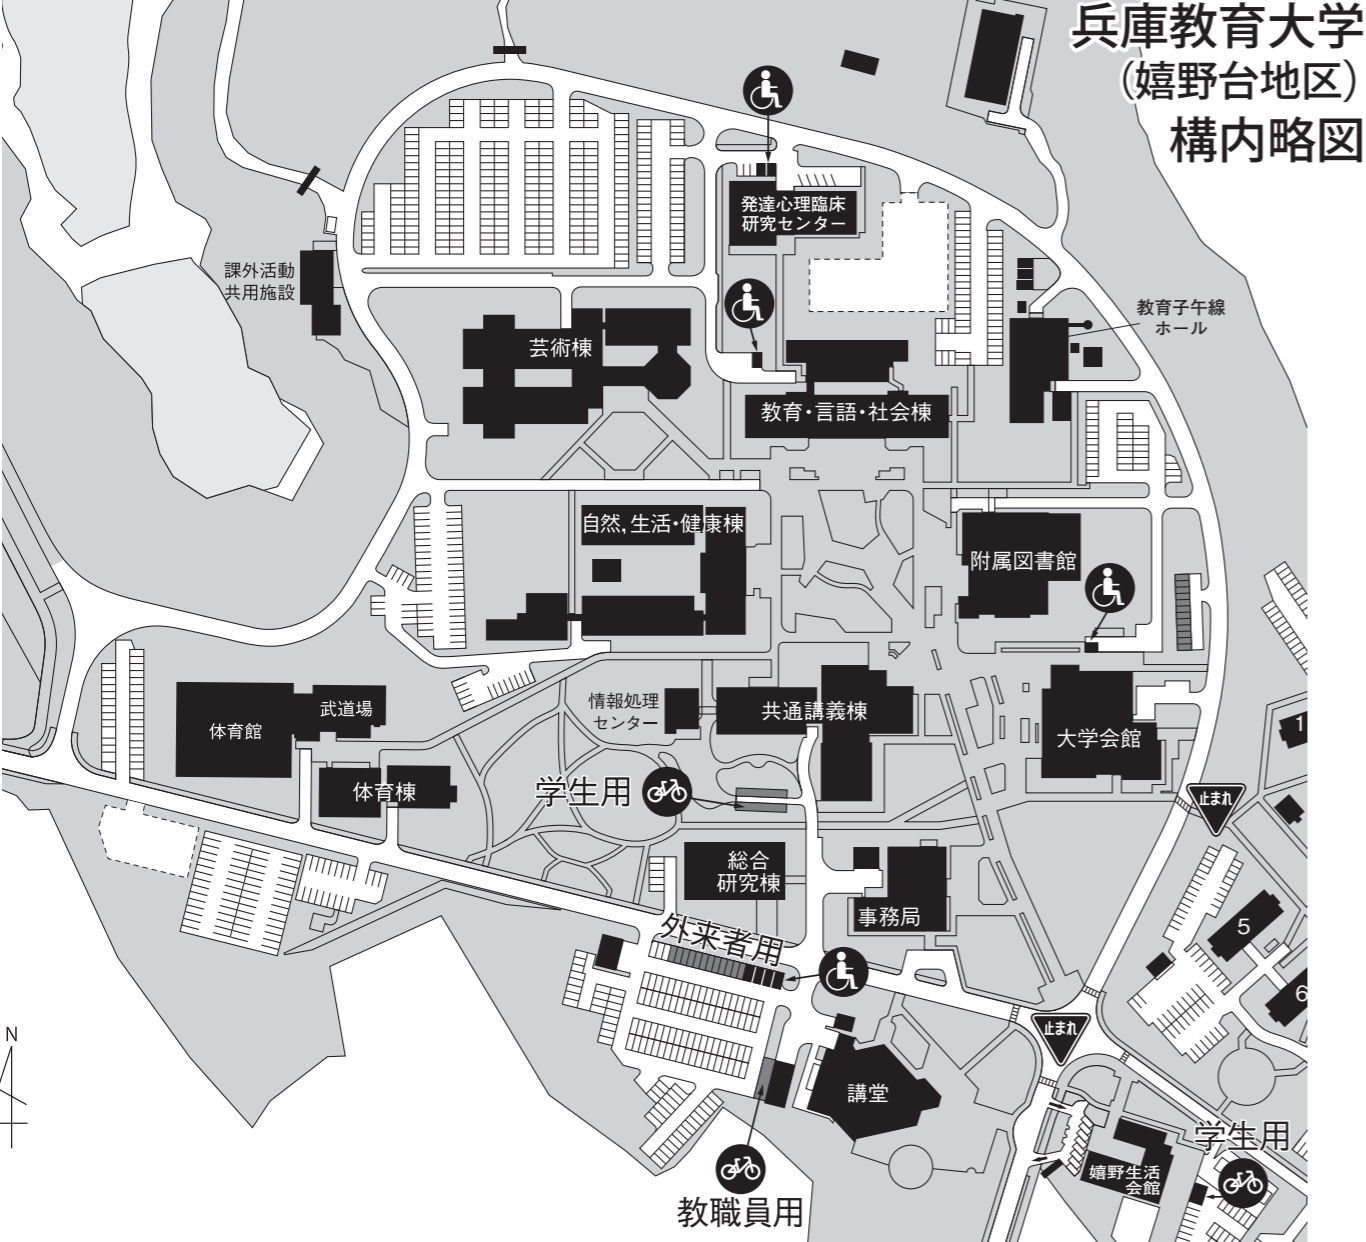 兵庫教育大学
(嬉野台地区)
構内略図
発達心理臨床
研究センター
課外活動
共用施設
教育子午線
ホール
芸術棟
教育・言語・社会棟
自然,生活・健康棟
附属図書館
情報処理
センター
共通講義棟
武道場
体育館
大学会館
体育棟
学生用
止まれ
総合
研究棟
事務局
外来者用
1
5
6
止まれ
N
講堂
学生用
嬉野生活
会館
教職員用